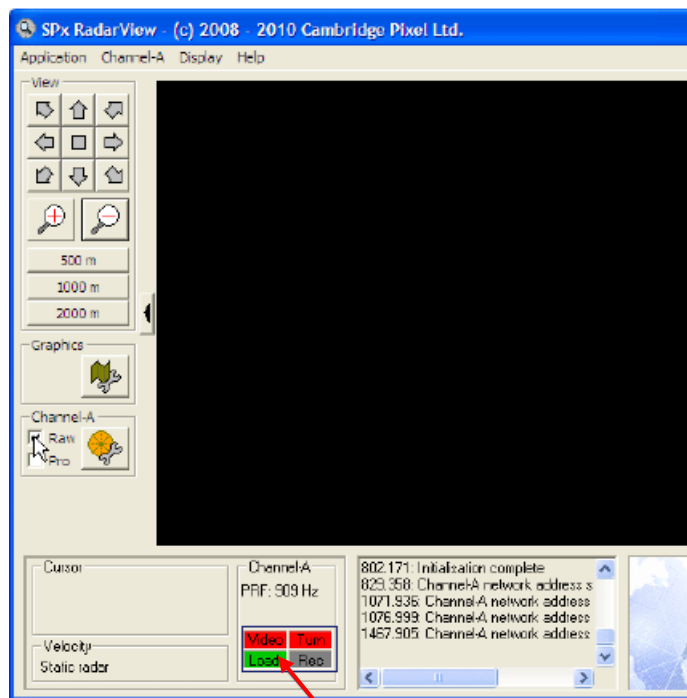 SPx RadarView - (c) 2008 - 2010 Cambridge Pixel Ltd.
Application Channel-A Display Help
View
500 m
1000 m
2000 m
Graphics
Channel-A
Raw
Pro
Cursor
Velocity
Static radar
Channel-A
PRF: 909 Hz
Video Turn
Load Rec
802.171: Initialization complete
829.358: Channel-A network address s
1071.936: Channel-A network address
1076.999: Channel-A network address
1467.905: Channel-A network address